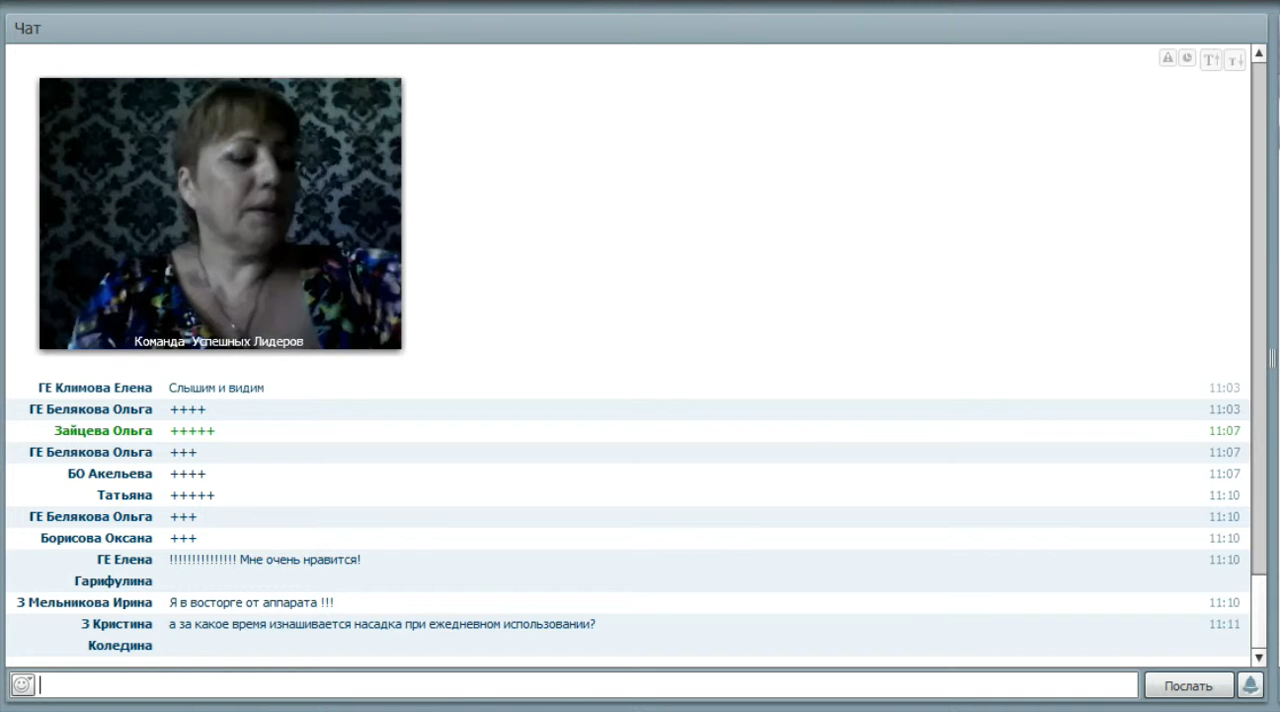 Чат
Команда Успешных Лидеров
ГЕ Климова Елена Слышим и видим 11:03
ГЕ Белякова Ольга ++++ 11:03
Зайцева Ольга +++++ 11:07
ГЕ Белякова Ольга +++ 11:07
БО Акельева ++++ 11:07
Татьяна +++++ 11:10
ГЕ Белякова Ольга +++ 11:10
Борисова Оксана +++ 11:10
ГЕ Елена !!!!!!!!!!!!!!! Мне очень нравится! 11:10
Гарифулина
З Мельникова Ирина Я в восторге от аппарата !!! 11:10
З Кристина а за какое время изнашивается насадка при ежедневном использовании? 11:11
Коледина
Послать